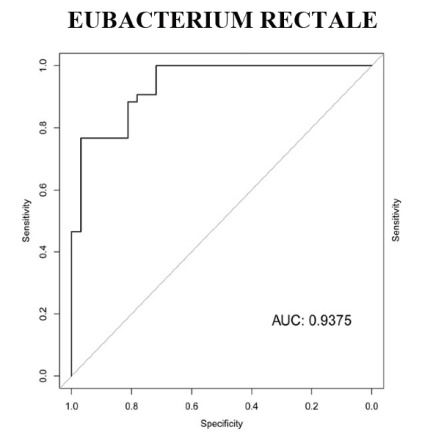 EUBACTERIUM RECTALE
1.0
0.8
0.6
0.4
0.2
0.0
Sensitivity
Sensitivity
AUC: 0.9375
1.0 0.8 0.6 0.4 0.2 0.0
Specificity